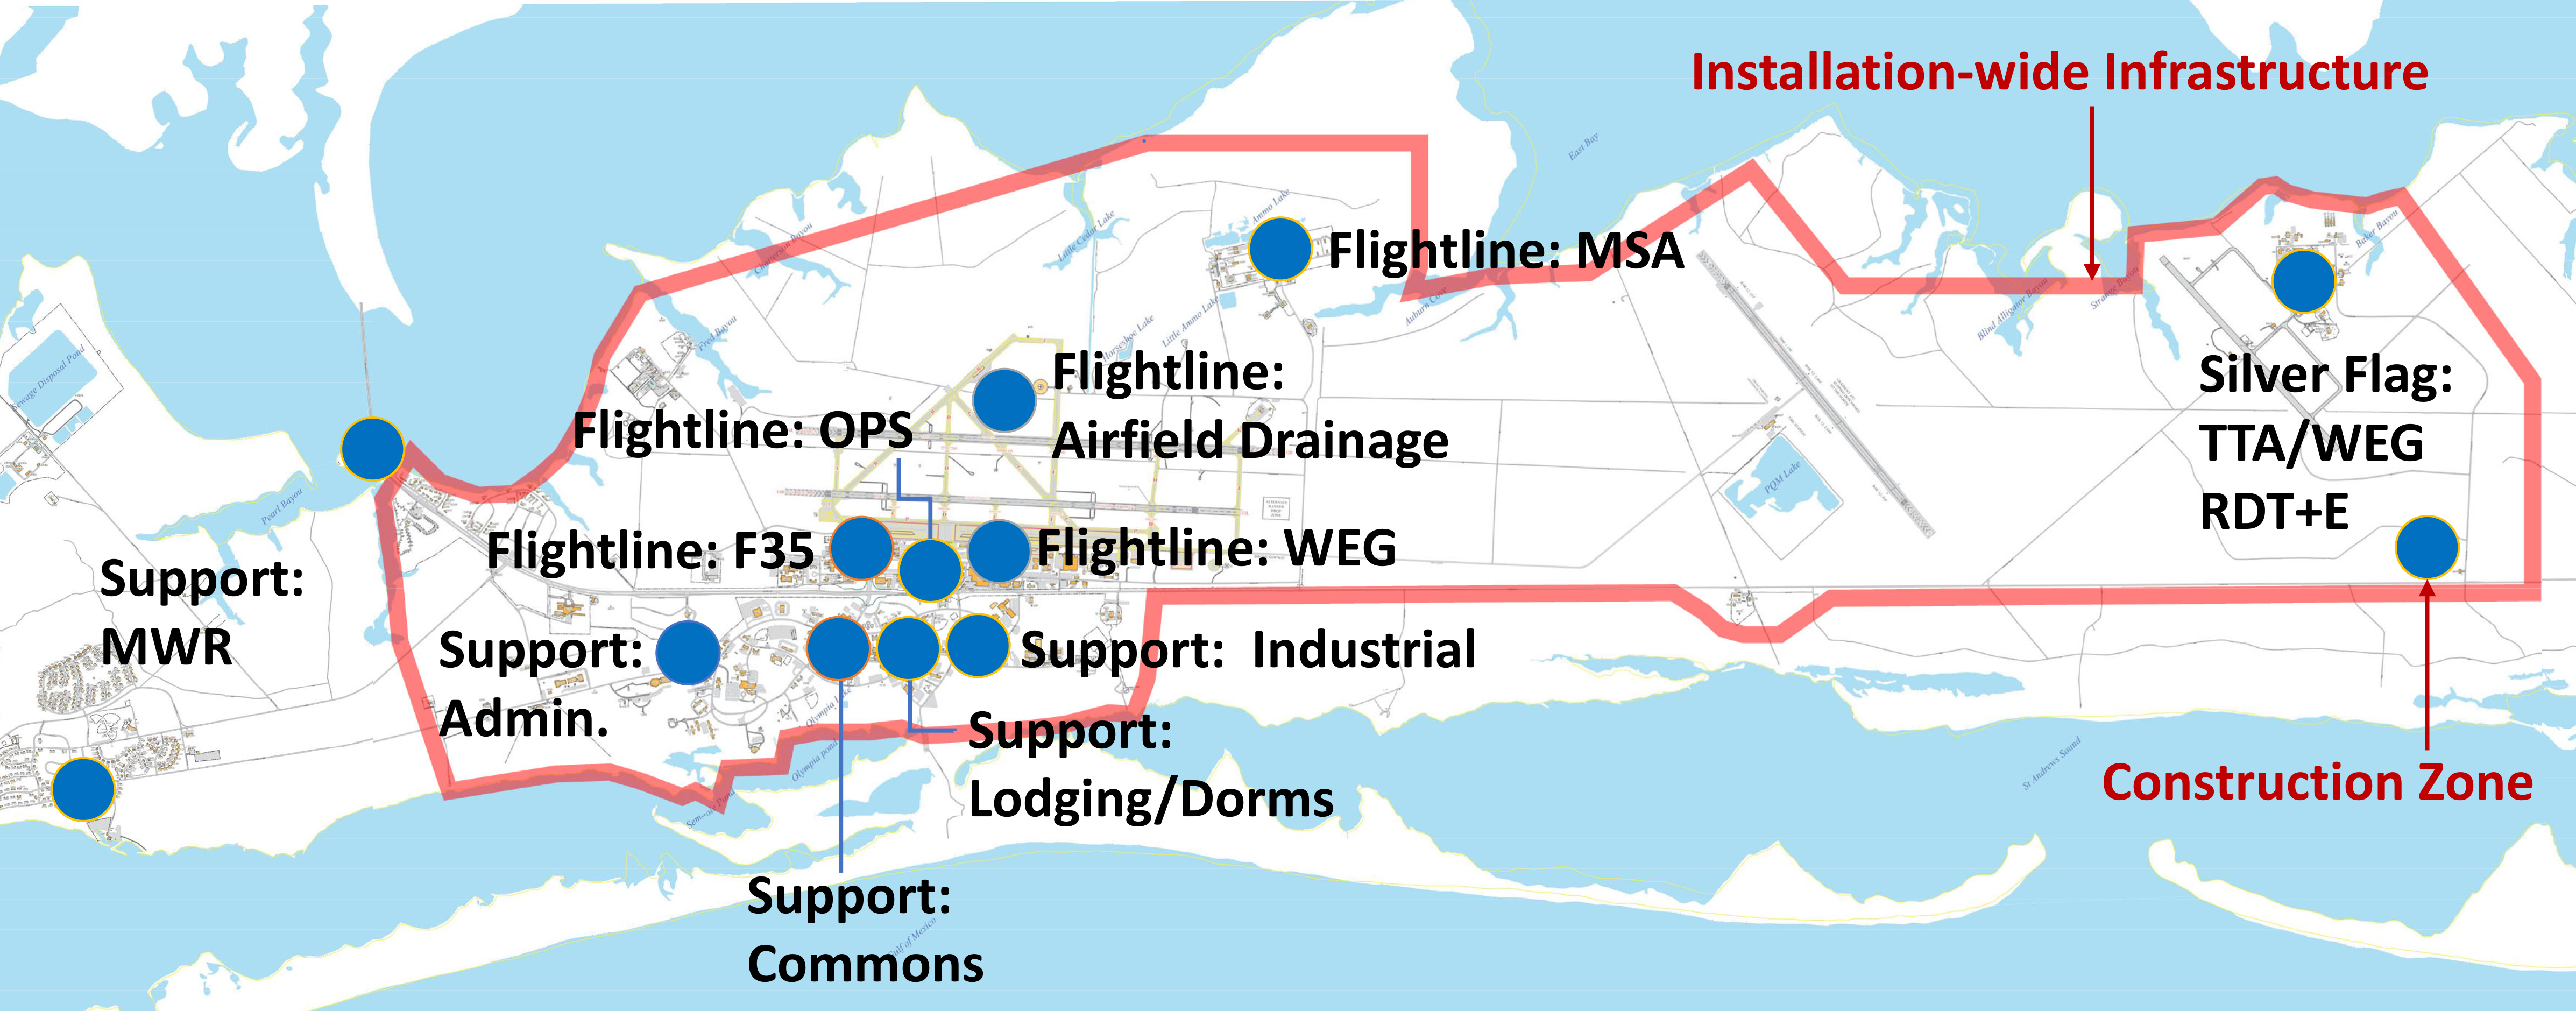 Installation-wide Infrastructure
East Bay
Ammo Lake
Little Cedar Lake
Flightline: MSA
Baker Bayou
Strange Bayou
Blind Alligator Bayou
Auburn Cove
Fred Bayou
Horseshoe Lake
Little Ammo Lake
Sewage Disposal Pond
Flightline:
Airfield Drainage
Flightline: OPS
Silver Flag:
TTA/WEG
RDT+E
PQM Lake
Pearl Bayou
Flightline: F35
Flightline: WEG
Support:
MWR
Support:
Admin.
Support: Industrial
Olympia Lake
Olympia pond
Support:
Lodging/Dorms
St Andrews Sound
Construction Zone
Support:
Commons
Gulf of Mexico